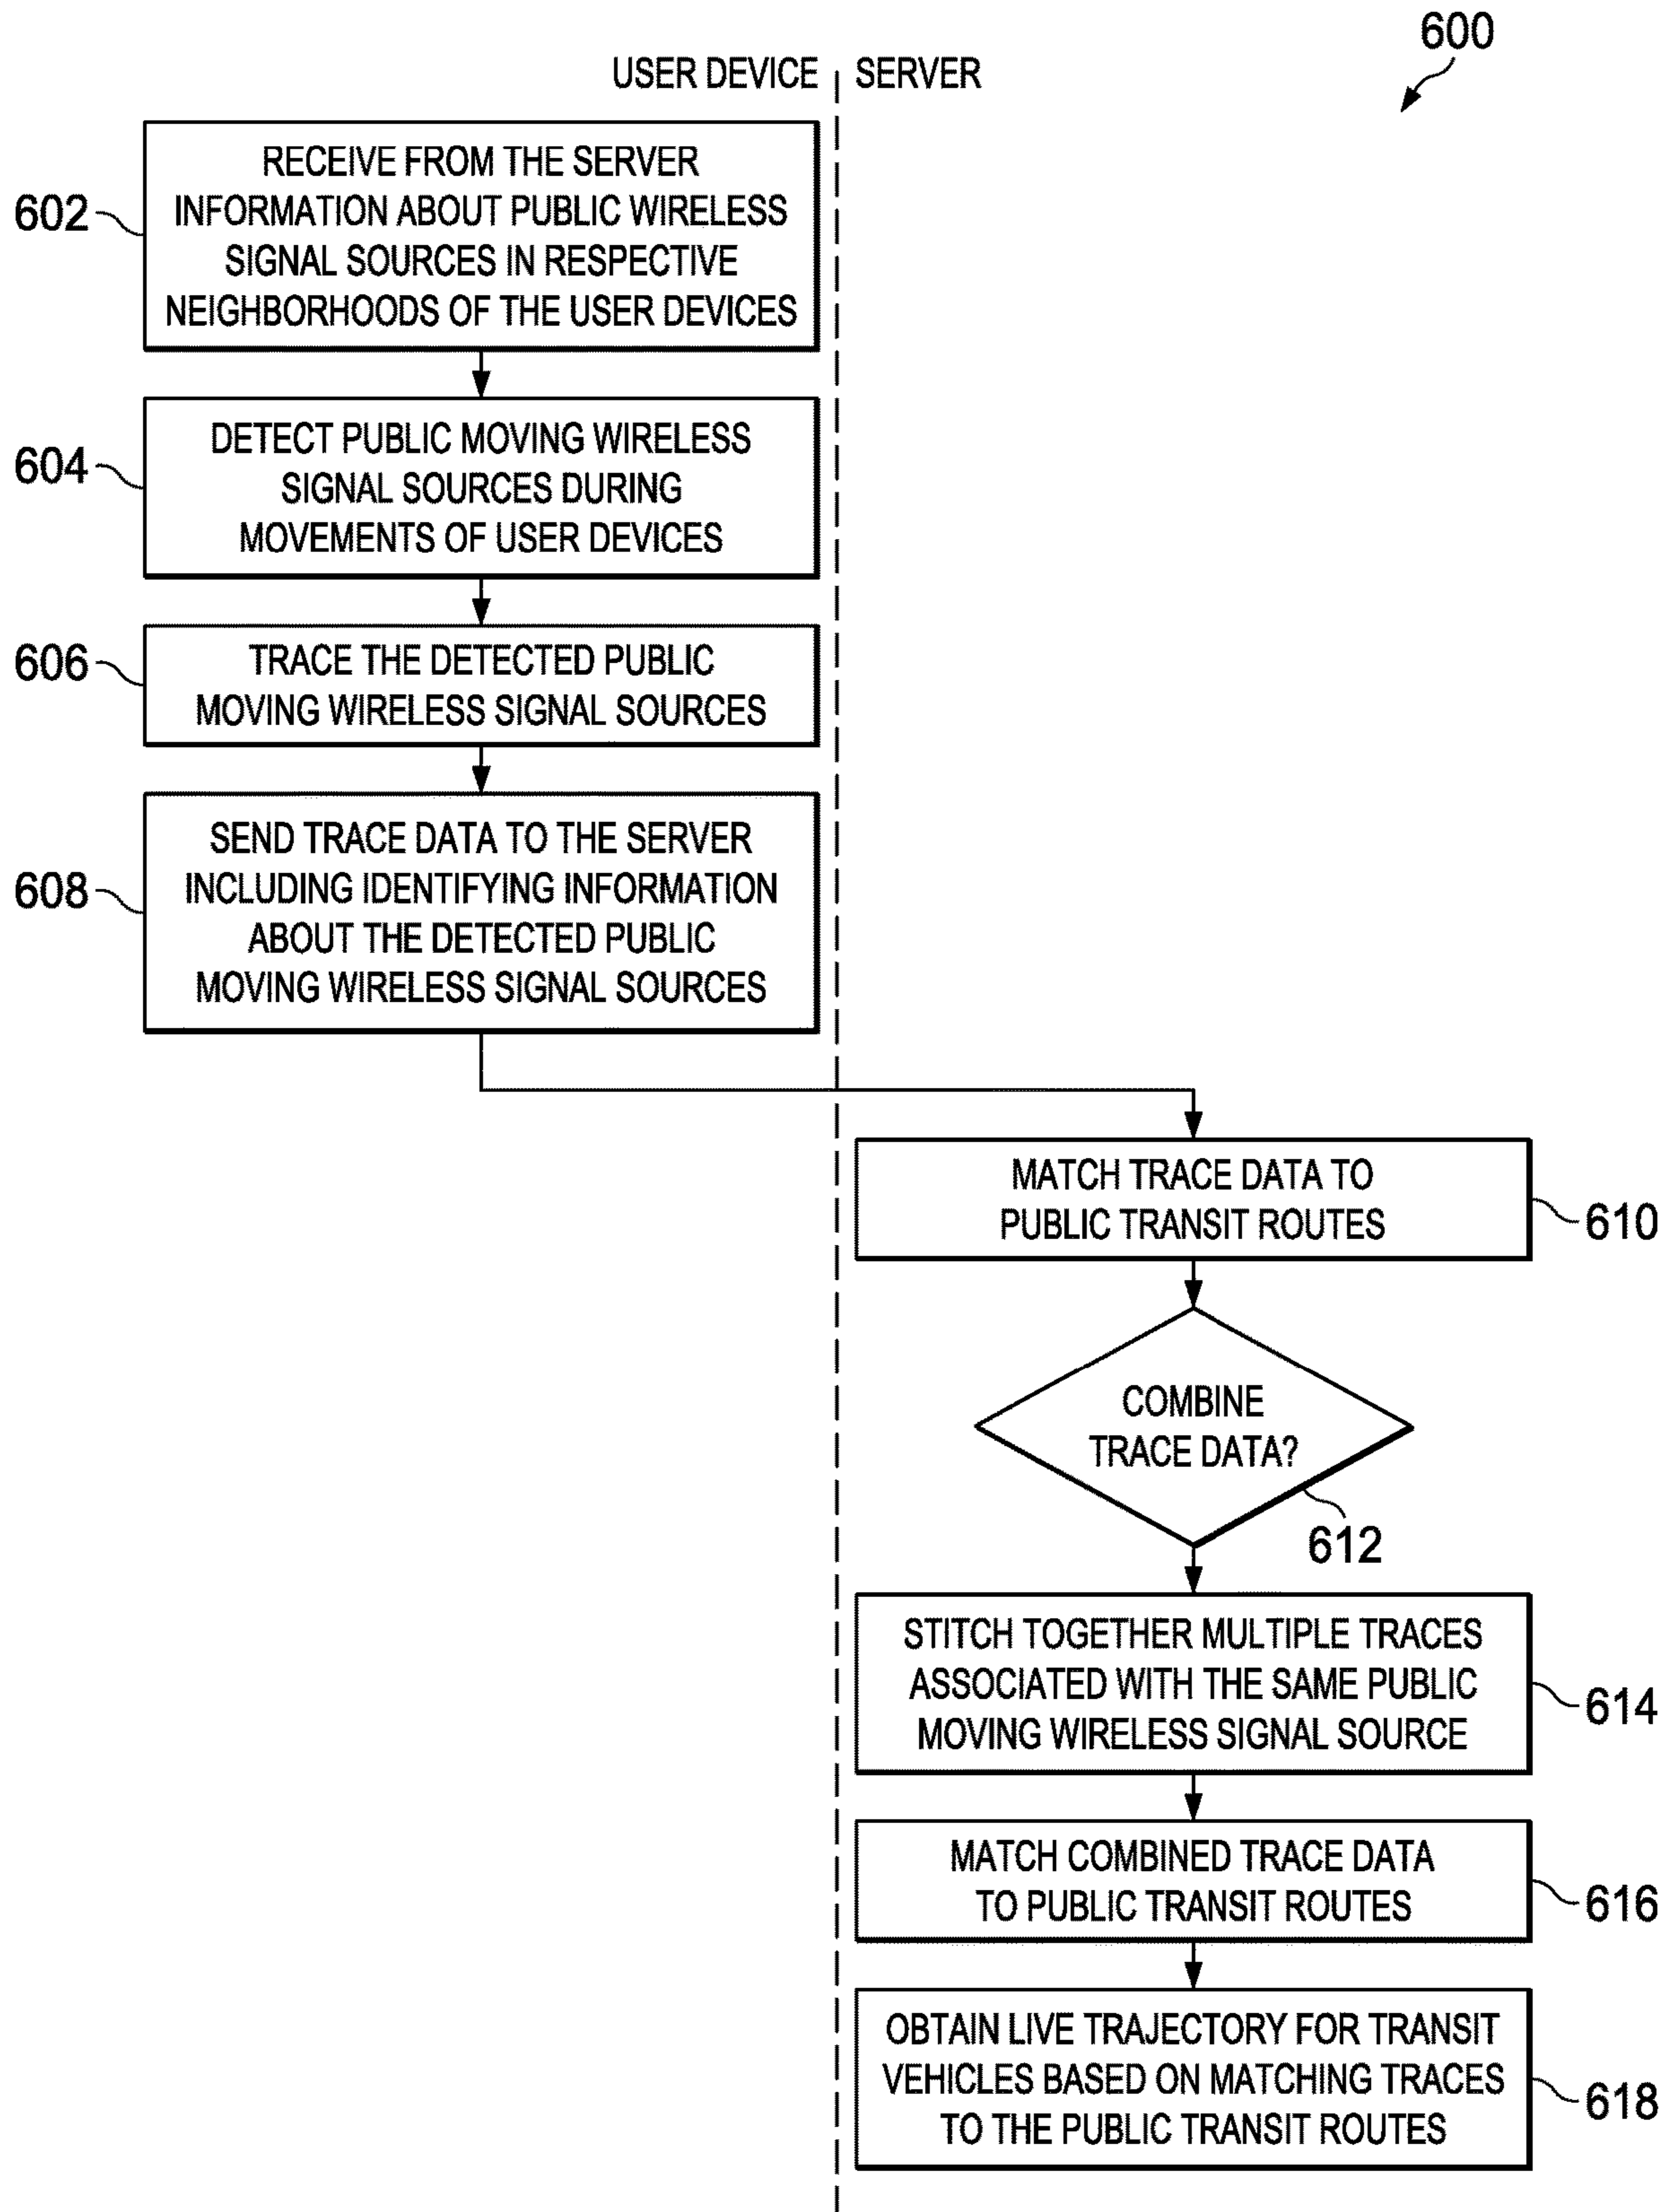 600
USER DEVICE
SERVER
602
RECEIVE FROM THE SERVER
INFORMATION ABOUT PUBLIC WIRELESS
SIGNAL SOURCES IN RESPECTIVE
NEIGHBORHOODS OF THE USER DEVICES
604
DETECT PUBLIC MOVING WIRELESS
SIGNAL SOURCES DURING
MOVEMENTS OF USER DEVICES
606
TRACE THE DETECTED PUBLIC
MOVING WIRELESS SIGNAL SOURCES
608
SEND TRACE DATA TO THE SERVER
INCLUDING IDENTIFYING INFORMATION
ABOUT THE DETECTED PUBLIC
MOVING WIRELESS SIGNAL SOURCES
MATCH TRACE DATA TO
PUBLIC TRANSIT ROUTES
610
COMBINE
TRACE DATA?
612
STITCH TOGETHER MULTIPLE TRACES
ASSOCIATED WITH THE SAME PUBLIC
MOVING WIRELESS SIGNAL SOURCE
614
MATCH COMBINED TRACE DATA
TO PUBLIC TRANSIT ROUTES
616
OBTAIN LIVE TRAJECTORY FOR TRANSIT
VEHICLES BASED ON MATCHING TRACES
TO THE PUBLIC TRANSIT ROUTES
618